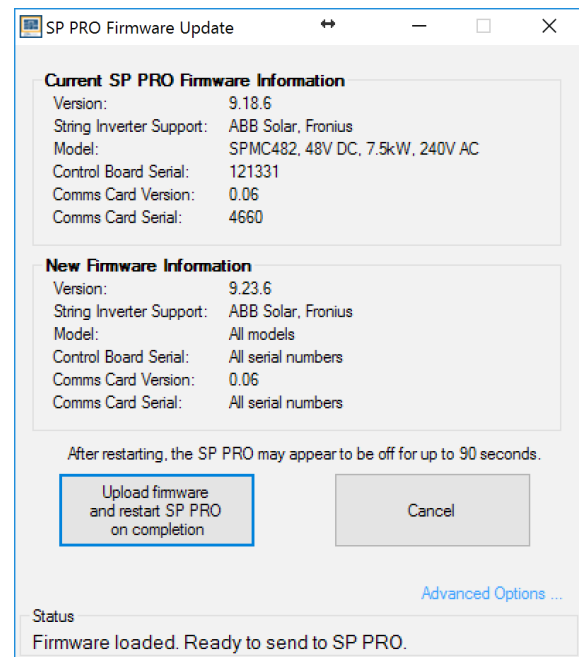 SP PRO Firmware Update
Current SP PRO Firmware Information
Version: 9.18.6
String Inverter Support: ABB Solar, Fronius
Model: SPMC482, 48V DC, 7.5kW, 240V AC
Control Board Serial: 121331
Comms Card Version: 0.06
Comms Card Serial: 4660
New Firmware Information
Version: 9.23.6
String Inverter Support: ABB Solar, Fronius
Model: All models
Control Board Serial: All serial numbers
Comms Card Version: 0.06
Comms Card Serial: All serial numbers
After restarting, the SP PRO may appear to be off for up to 90 seconds.
Upload firmware
and restart SP PRO
on completion
Cancel
Advanced Options ...
Status
Firmware loaded. Ready to send to SP PRO.